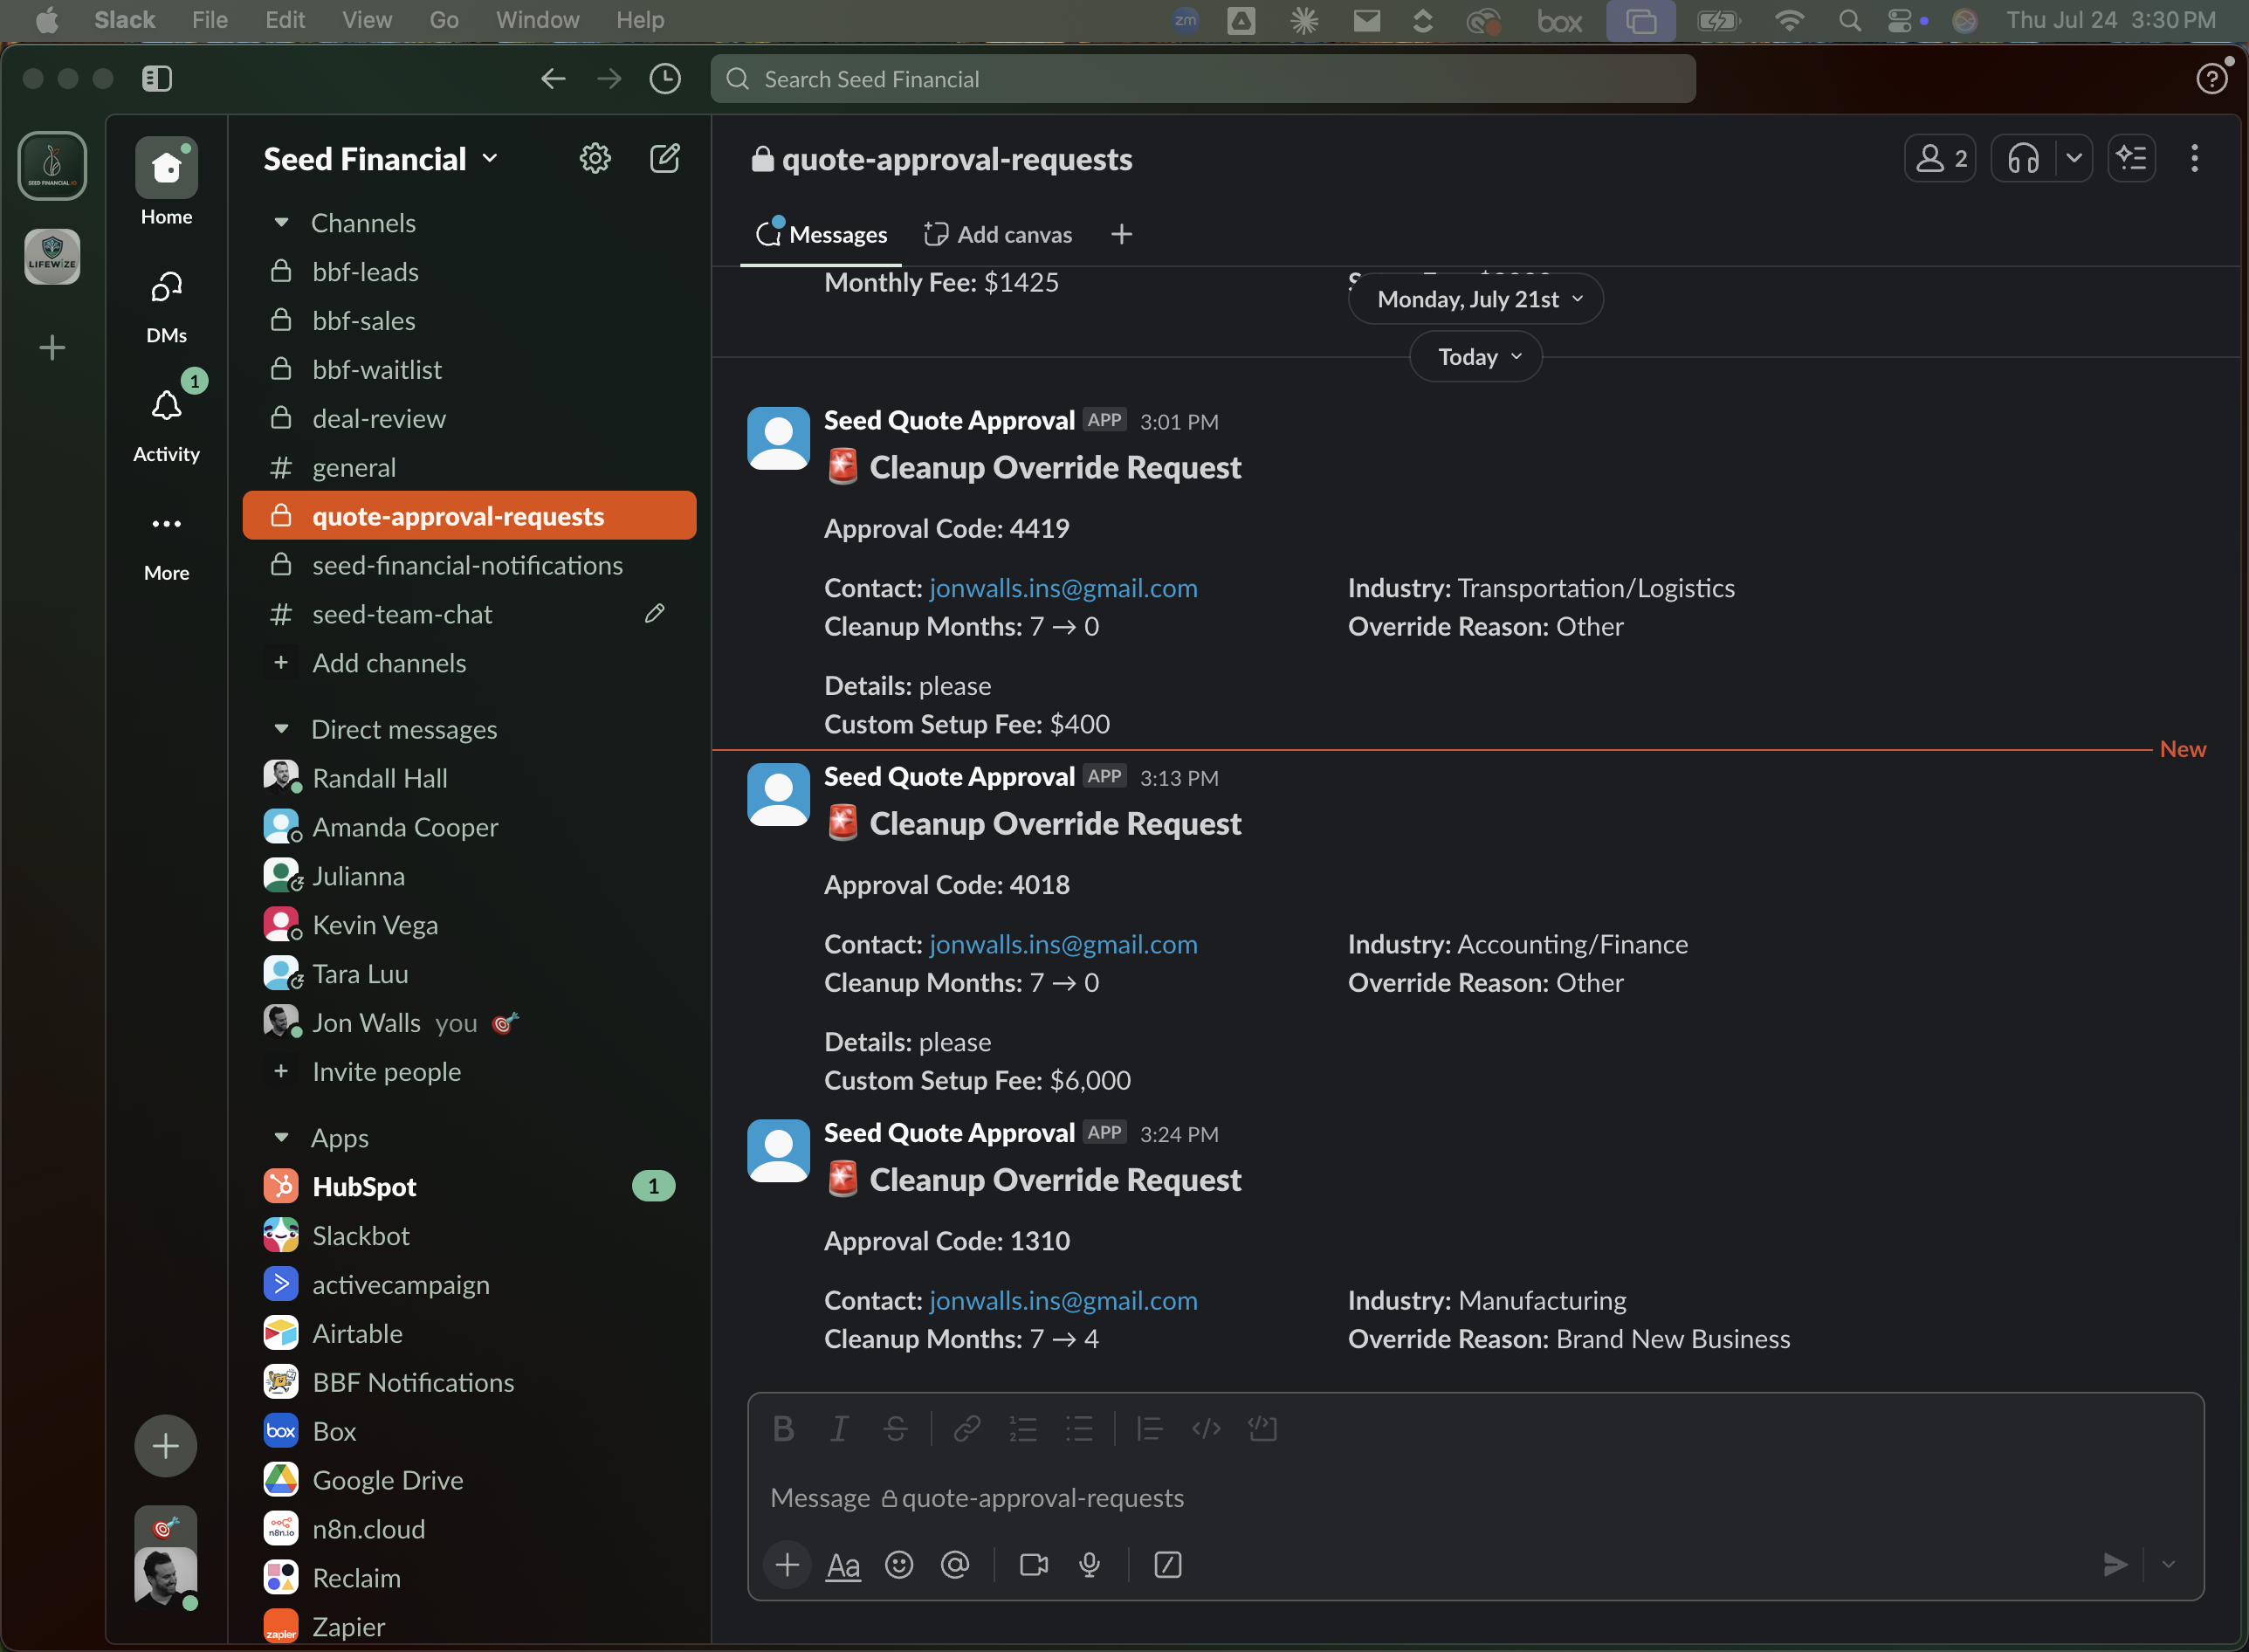 Slack File Edit View Go Window Help zm box Thu Jul 24 3:30 PM
Search Seed Financial
SEED FINANCIAL.IO
LIFEWIZE
Home
DMs
1
Activity
More
Seed Financial
Channels
bbf-leads
bbf-sales
bbf-waitlist
deal-review
# general
quote-approval-requests
seed-financial-notifications
# seed-team-chat
+ Add channels
Direct messages
Randall Hall
Amanda Cooper
Julianna
Kevin Vega
Tara Luu
Jon Walls you
+ Invite people
Apps
HubSpot 1
Slackbot
activecampaign
Airtable
BBF Notifications
box Box
Google Drive
n8n.io n8n.cloud
Reclaim
zapier Zapier
quote-approval-requests
2
Messages Add canvas +
Monthly Fee: $1425
Monday, July 21st
Today
Seed Quote Approval APP 3:01 PM
🚨 Cleanup Override Request
Approval Code: 4419
Contact: jonwalls.ins@gmail.com Industry: Transportation/Logistics
Cleanup Months: 7 → 0 Override Reason: Other
Details: please
Custom Setup Fee: $400
New
Seed Quote Approval APP 3:13 PM
🚨 Cleanup Override Request
Approval Code: 4018
Contact: jonwalls.ins@gmail.com Industry: Accounting/Finance
Cleanup Months: 7 → 0 Override Reason: Other
Details: please
Custom Setup Fee: $6,000
Seed Quote Approval APP 3:24 PM
🚨 Cleanup Override Request
Approval Code: 1310
Contact: jonwalls.ins@gmail.com Industry: Manufacturing
Cleanup Months: 7 → 4 Override Reason: Brand New Business
Message quote-approval-requests
Aa